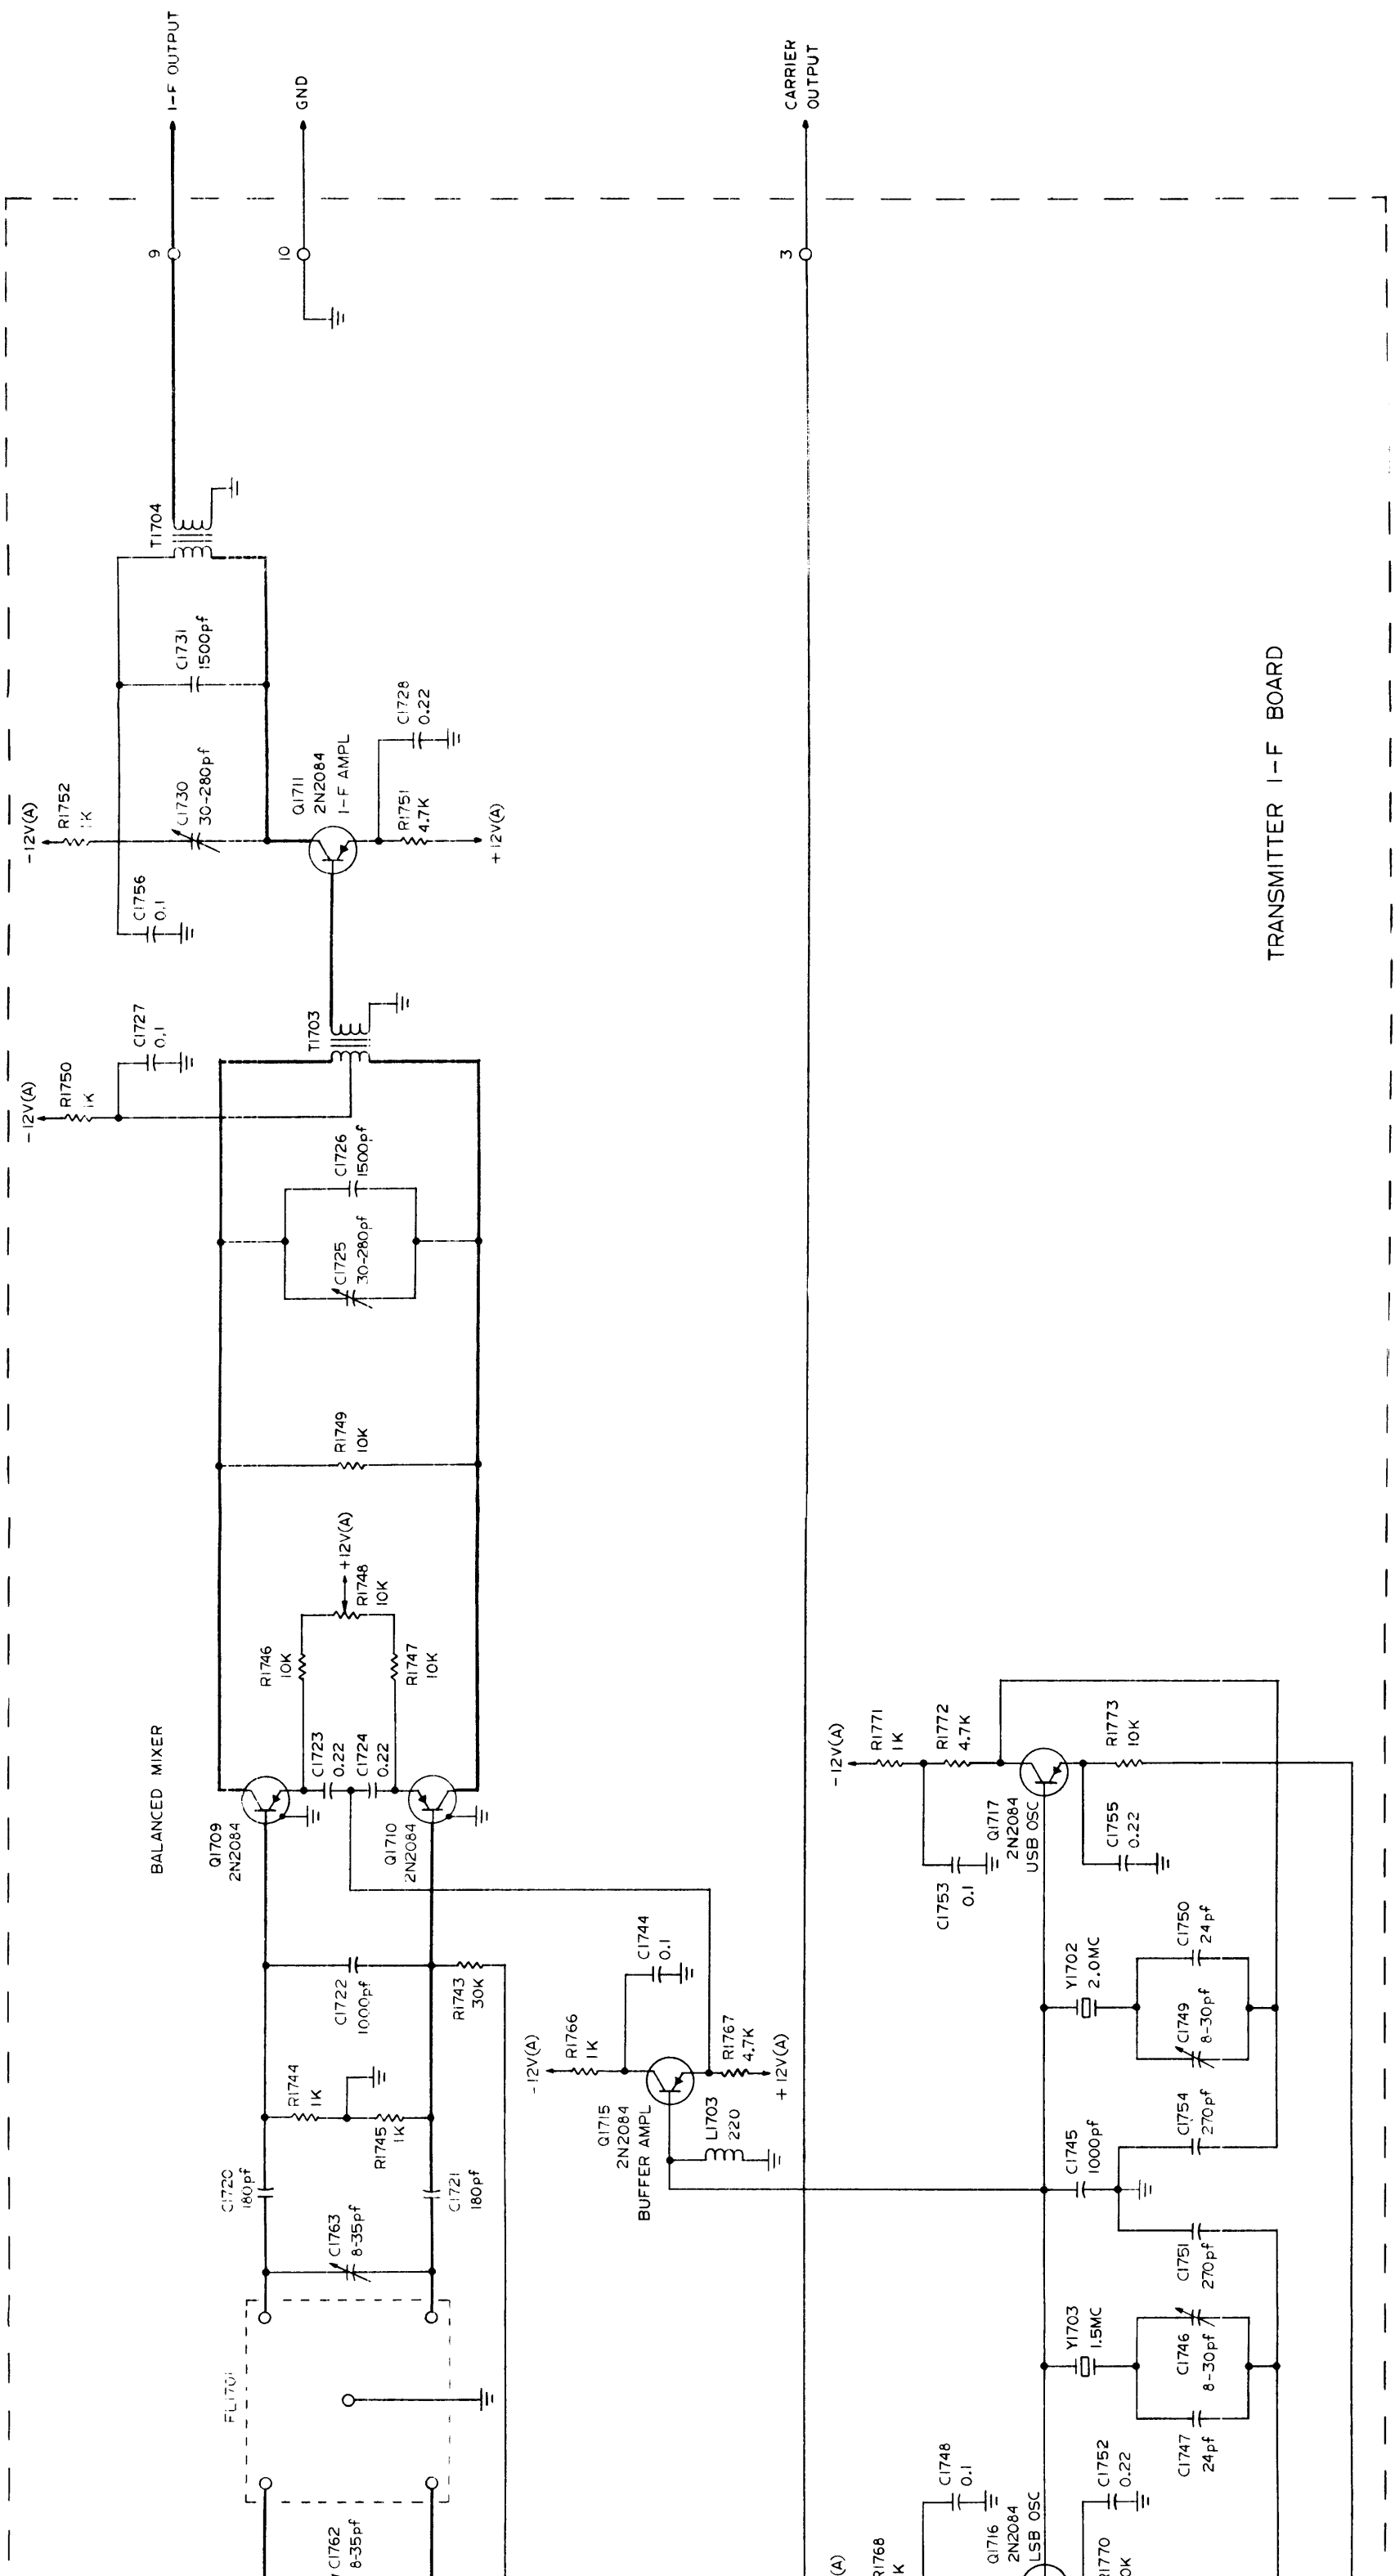 I-F OUTPUT
GND
CARRIER
OUTPUT
9
10
3
T1704
C1731
1500pf
C1728
0.22
-12V(A)
R1752
1K
C1730
30-280pf
Q1711
2N2084
I-F AMPL
R1751
4.7K
+12V(A)
C1756
0.1
TRANSMITTER I-F BOARD
-12V(A)
R1750
1K
C1727
0.1
T1703
C1726
1500pf
C1725
30-280pf
R1749
10K
+12V(A)
R1748
10K
R1746
10K
R1747
10K
BALANCED MIXER
C1723
0.22
C1724
0.22
Q1709
2N2084
Q1710
2N2084
-12V(A)
R1771
1K
R1772
4.7K
R1773
10K
Q1717
2N2084
USB OSC
C1753
0.1
C1755
0.22
C1744
0.1
C1722
1000pf
R1743
30K
-12V(A)
R1766
1K
R1767
4.7K
+12V(A)
Q1715
2N2084
BUFFER AMPL
L1703
220
Y1702
2.0MC
C1750
24pf
C1749
8-30pf
R1744
1K
R1745
1K
C1720
180pf
C1721
180pf
C1745
1000pf
C1754
270pf
C1763
8-35pf
C1751
270pf
FL1701
Y1703
1.5MC
C1746
8-30pf
C1747
24pf
C1748
0.1
C1752
0.22
C1762
8-35pf
Q1716
2N2084
LSB OSC
(A)
R1768
K
1770
0K